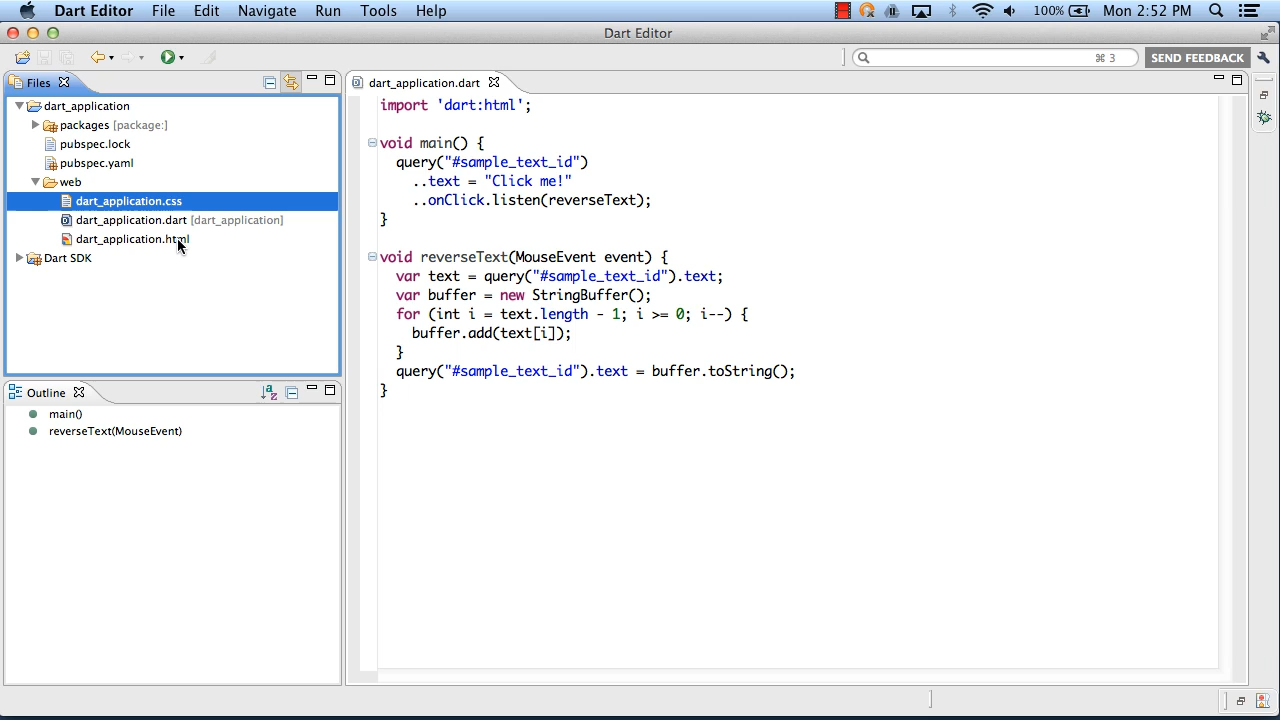 Dart Editor File Edit Navigate Run Tools Help 100% Mon 2:52 PM
Dart Editor
⌘ 3 SEND FEEDBACK
Files
dart_application
packages [package:]
pubspec.lock
pubspec.yaml
web
dart_application.css
dart_application.dart [dart_application]
dart_application.html
Dart SDK
Outline
main()
reverseText(MouseEvent)
dart_application.dart
import 'dart:html';
void main() {
query("#sample_text_id")
..text = "Click me!"
..onClick.listen(reverseText);
}
void reverseText(MouseEvent event) {
var text = query("#sample_text_id").text;
var buffer = new StringBuffer();
for (int i = text.length - 1; i >= 0; i--) {
buffer.add(text[i]);
}
query("#sample_text_id").text = buffer.toString();
}